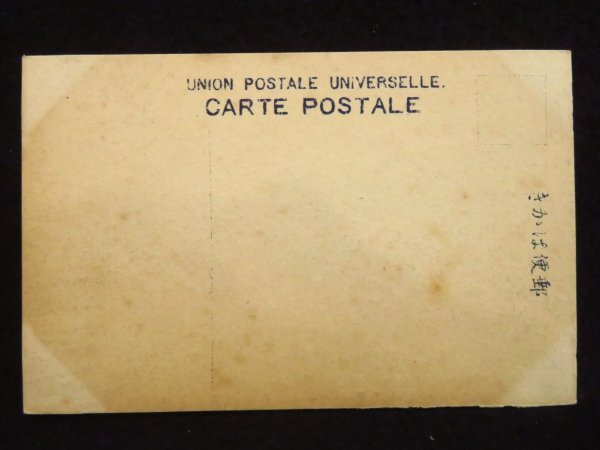 UNION POSTALE UNIVERSELLE.
CARTE POSTALE
郵便はかき